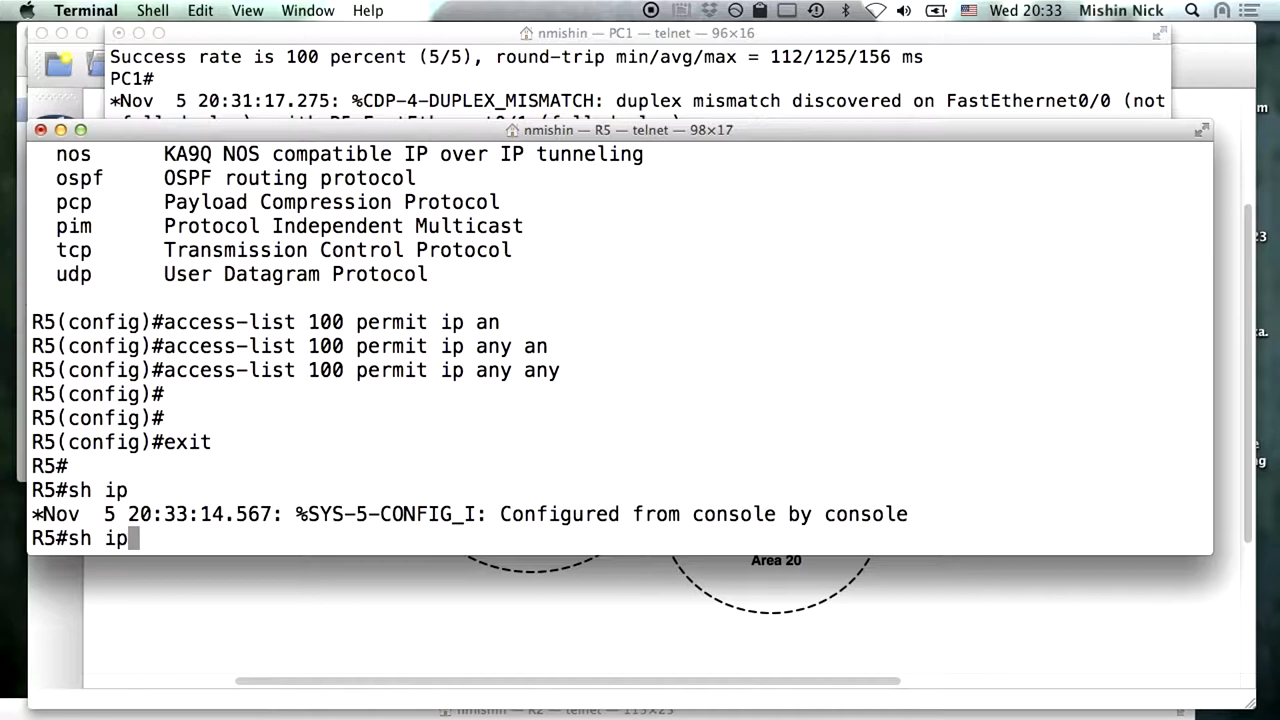 Terminal Shell Edit View Window Help Wed 20:33 Mishin Nick
nmishin — PC1 — telnet — 96×16
Success rate is 100 percent (5/5), round-trip min/avg/max = 112/125/156 ms
PC1#
*Nov  5 20:31:17.275: %CDP-4-DUPLEX_MISMATCH: duplex mismatch discovered on FastEthernet0/0 (not
nmishin — R5 — telnet — 98×17
nos KA9Q NOS compatible IP over IP tunneling
ospf OSPF routing protocol
pcp Payload Compression Protocol
pim Protocol Independent Multicast
tcp Transmission Control Protocol
udp User Datagram Protocol
R5(config)#access-list 100 permit ip an
R5(config)#access-list 100 permit ip any an
R5(config)#access-list 100 permit ip any any
R5(config)#
R5(config)#
R5(config)#exit
R5#
R5#sh ip
*Nov  5 20:33:14.567: %SYS-5-CONFIG_I: Configured from console by console
R5#sh ip
Area 20